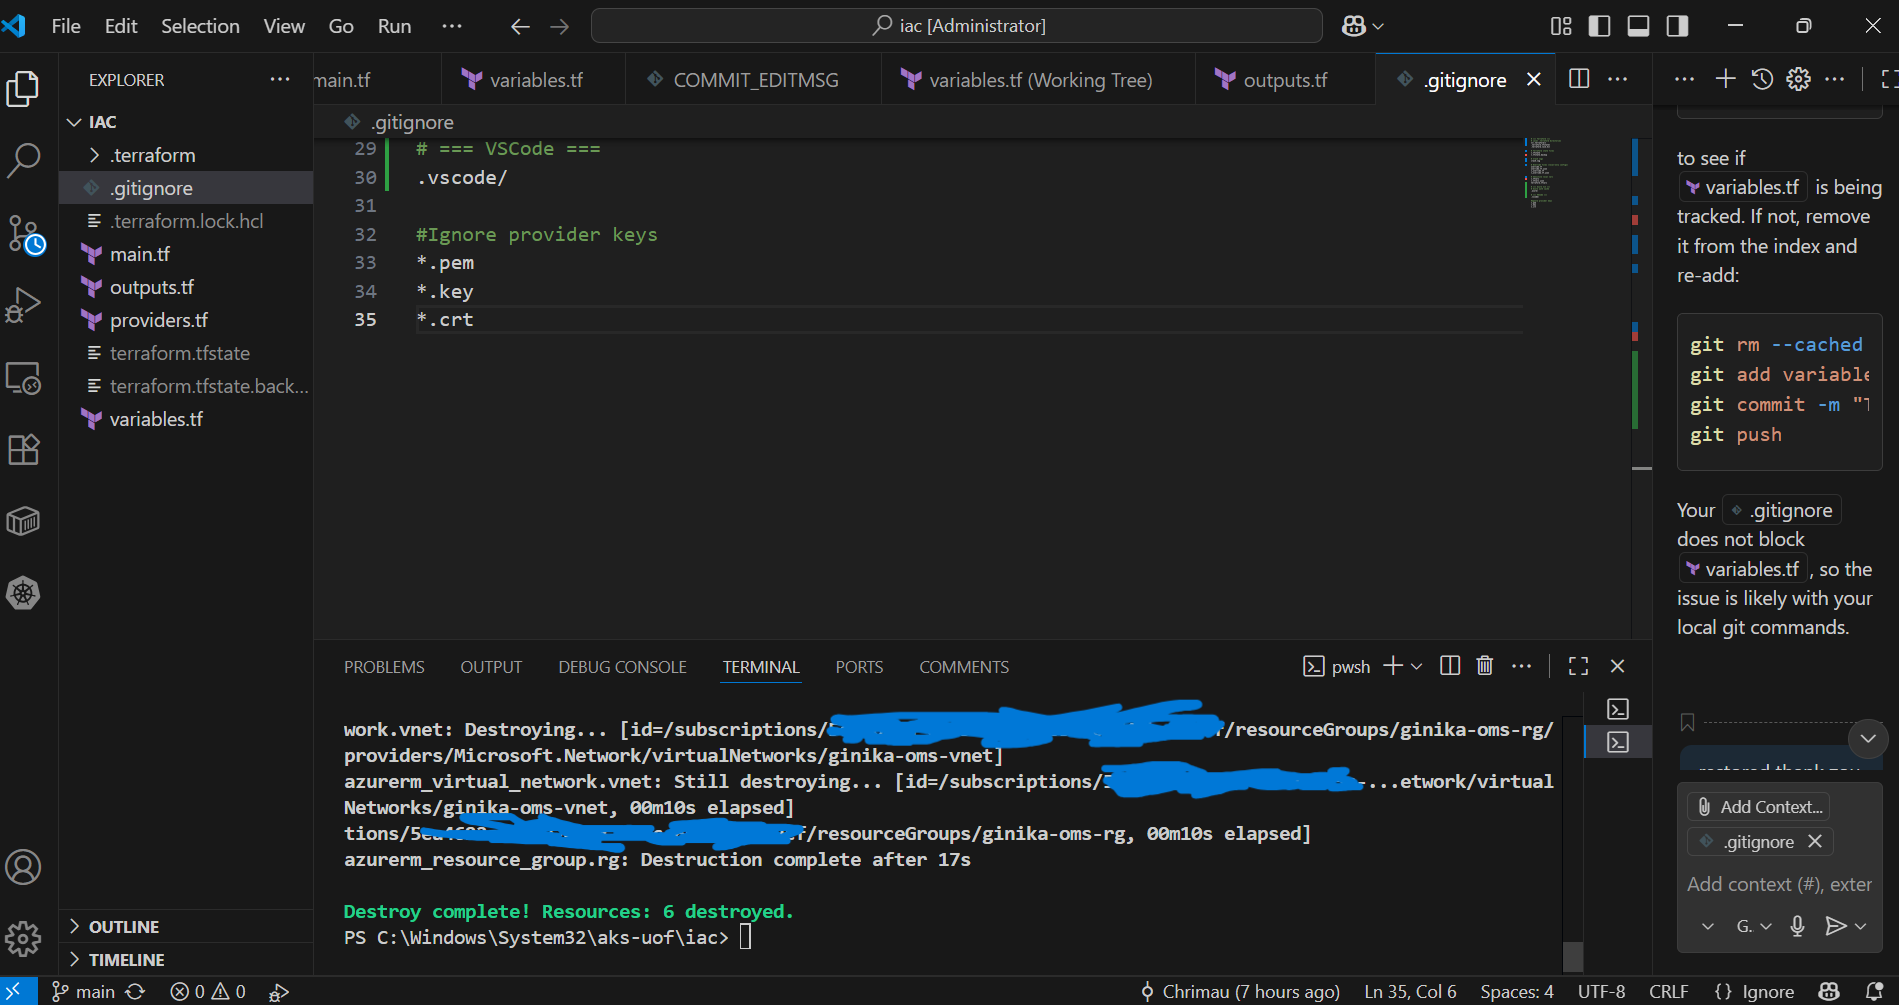 File Edit Selection View Go Run
iac [Administrator]
EXPLORER
main.tf variables.tf COMMIT_EDITMSG variables.tf (Working Tree) outputs.tf .gitignore
IAC
.terraform
.gitignore
.terraform.lock.hcl
main.tf
outputs.tf
providers.tf
terraform.tfstate
terraform.tfstate.back...
variables.tf
OUTLINE
TIMELINE
.gitignore
29 # === VSCode ===
30 .vscode/
31
32 #Ignore provider keys
33 *.pem
34 *.key
35 *.crt
PROBLEMS OUTPUT DEBUG CONSOLE TERMINAL PORTS COMMENTS
pwsh
work.vnet: Destroying... [id=/subscriptions/ /resourceGroups/ginika-oms-rg/
providers/Microsoft.Network/virtualNetworks/ginika-oms-vnet]
azurerm_virtual_network.vnet: Still destroying... [id=/subscriptions/ -...etwork/virtual
Networks/ginika-oms-vnet, 00m10s elapsed]
tions/ /resourceGroups/ginika-oms-rg, 00m10s elapsed]
azurerm_resource_group.rg: Destruction complete after 17s
Destroy complete! Resources: 6 destroyed.
PS C:\Windows\System32\aks-uof\iac>
to see if
variables.tf is being
tracked. If not, remove
it from the index and
re-add:
git rm --cached
git add variable
git commit -m "T
git push
Your .gitignore
does not block
variables.tf , so the
issue is likely with your
local git commands.
restored thank you
Add Context...
.gitignore
Add context (#), exter
G.
main 0 0
Chrimau (7 hours ago) Ln 35, Col 6 Spaces: 4 UTF-8 CRLF {} Ignore